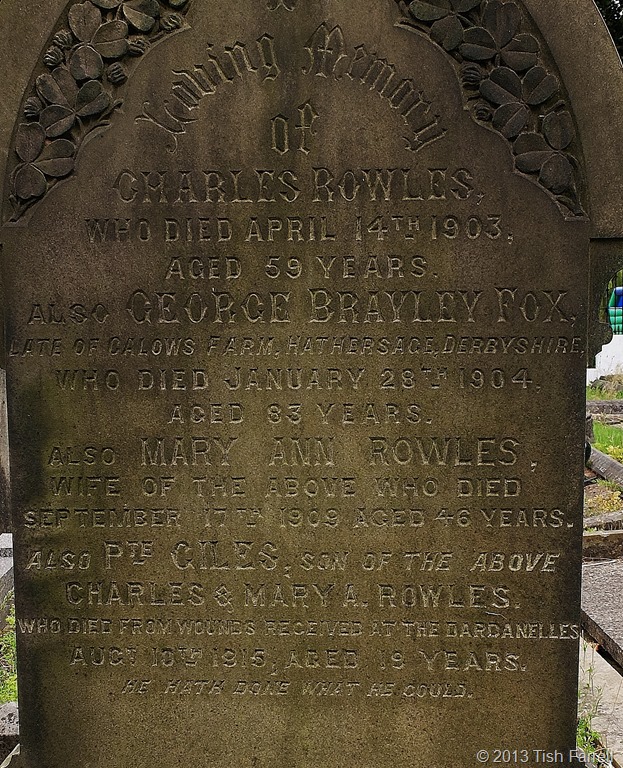 Loving Memory
of
CHARLES ROWLES,
WHO DIED APRIL 14TH 1903,
AGED 59 YEARS.
ALSO GEORGE BRAYLEY FOX,
LATE OF CALOWS FARM, HATHERSAGE, DERBYSHIRE,
WHO DIED JANUARY 28TH 1904,
AGED 83 YEARS.
ALSO MARY ANN ROWLES,
WIFE OF THE ABOVE WHO DIED
SEPTEMBER 17TH 1909 AGED 46 YEARS.
ALSO PTE GILES, SON OF THE ABOVE
CHARLES & MARY A. ROWLES.
WHO DIED FROM WOUNDS RECEIVED AT THE DARDANELLES
AUGT 1915, AGED 19 YEARS.
HE HATH DONE WHAT HE COULD.
© 2013 Tish Farrell